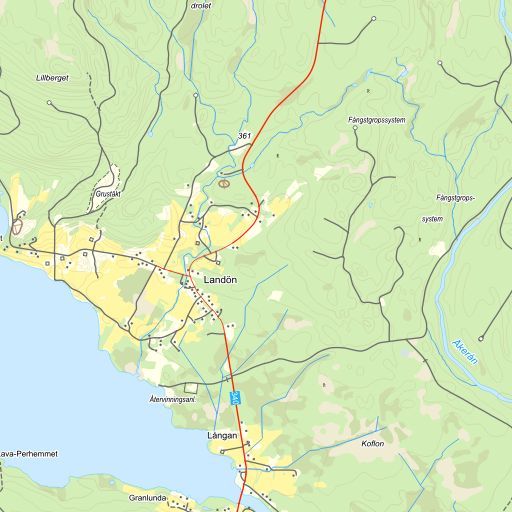 drolet
Lillberget
361
Fångstgropssystem
Grustäkt
Fångstgrops-
system
Landön
Åkerån
Återvinningsanl.
340
Långan
Koflon
ava-Perhemmet
Granlunda